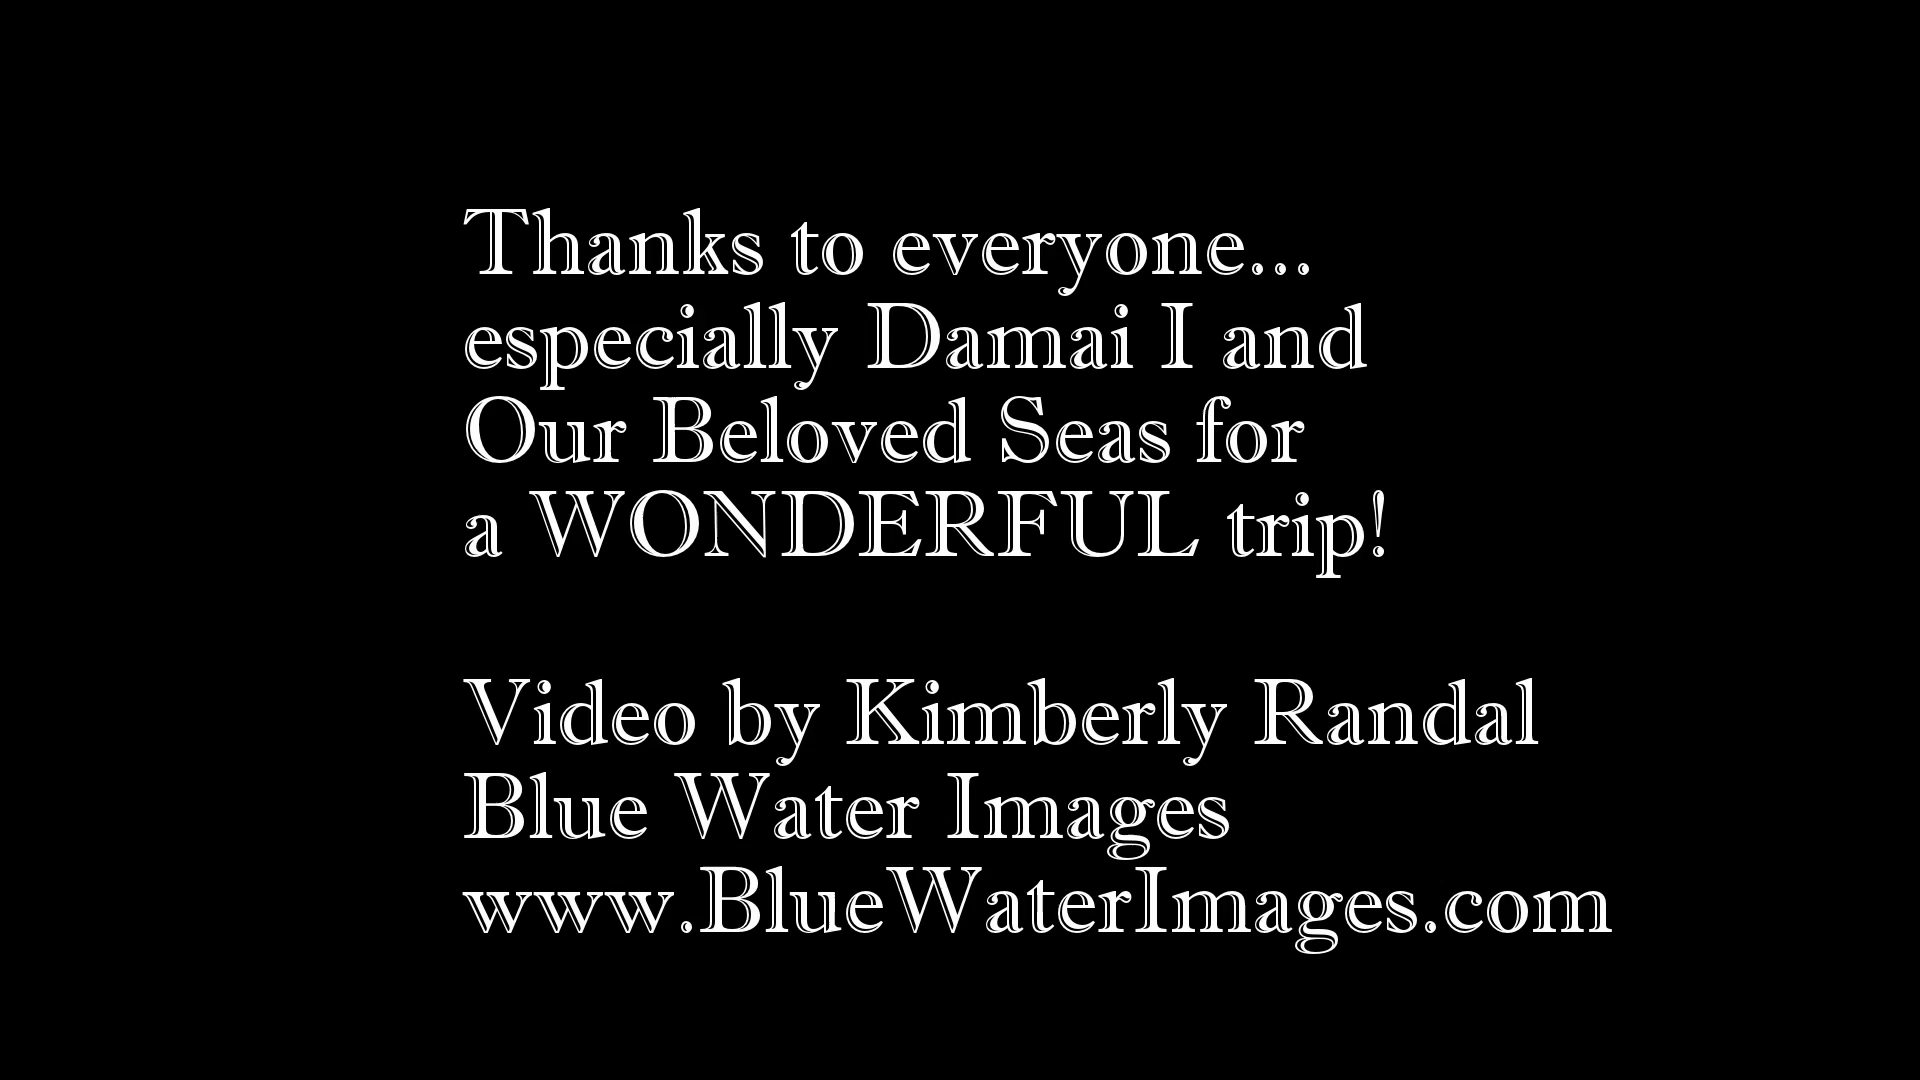 Thanks to everyone...
especially Damai I and
Our Beloved Seas for
a WONDERFUL trip!
Video by Kimberly Randal
Blue Water Images
www.BlueWaterImages.com